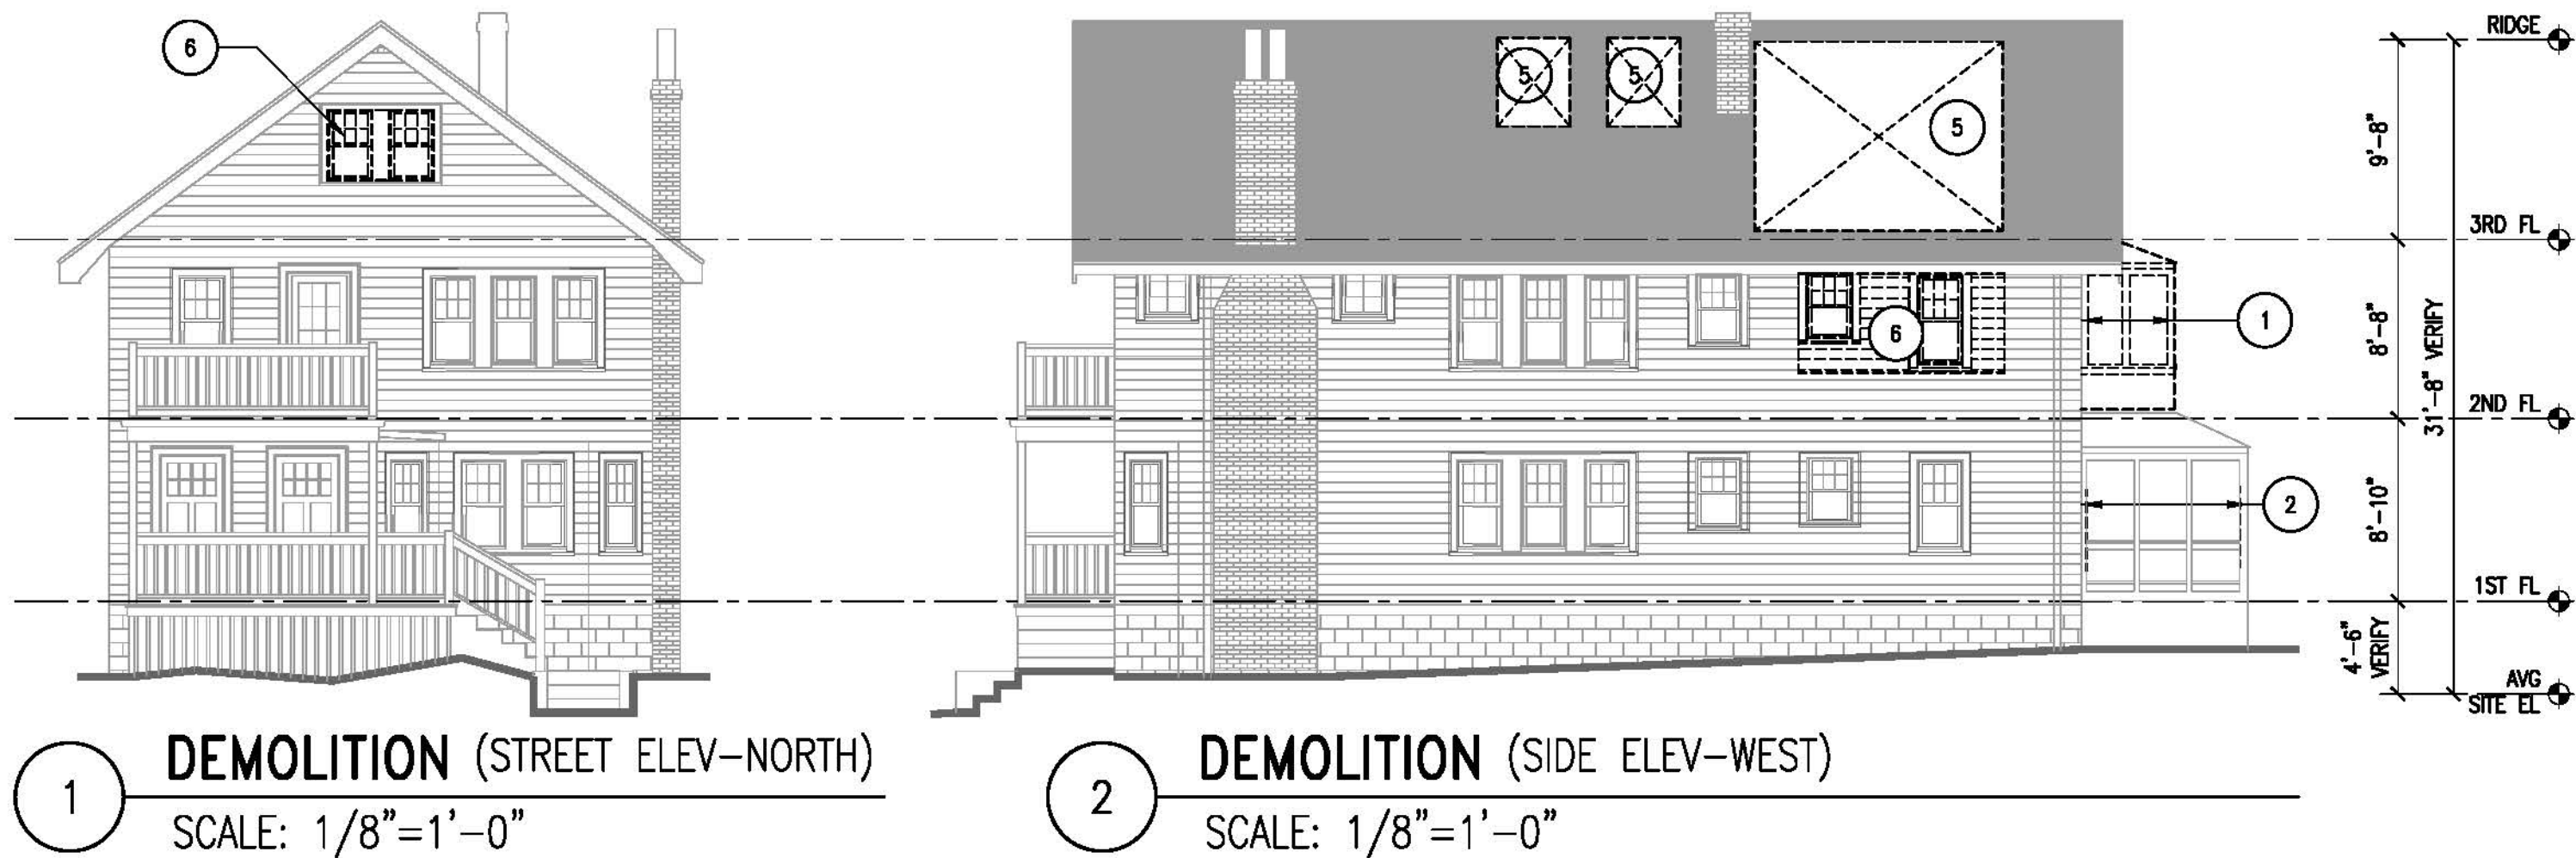 6
5
5
5
6
1
2
RIDGE
9'-8"
3RD FL
8'-8"
31'-8" VERIFY
2ND FL
8'-10"
1ST FL
4'-6"
VERIFY
AVG
SITE EL
1
DEMOLITION (STREET ELEV-NORTH)
SCALE: 1/8"=1'-0"
2
DEMOLITION (SIDE ELEV-WEST)
SCALE: 1/8"=1'-0"